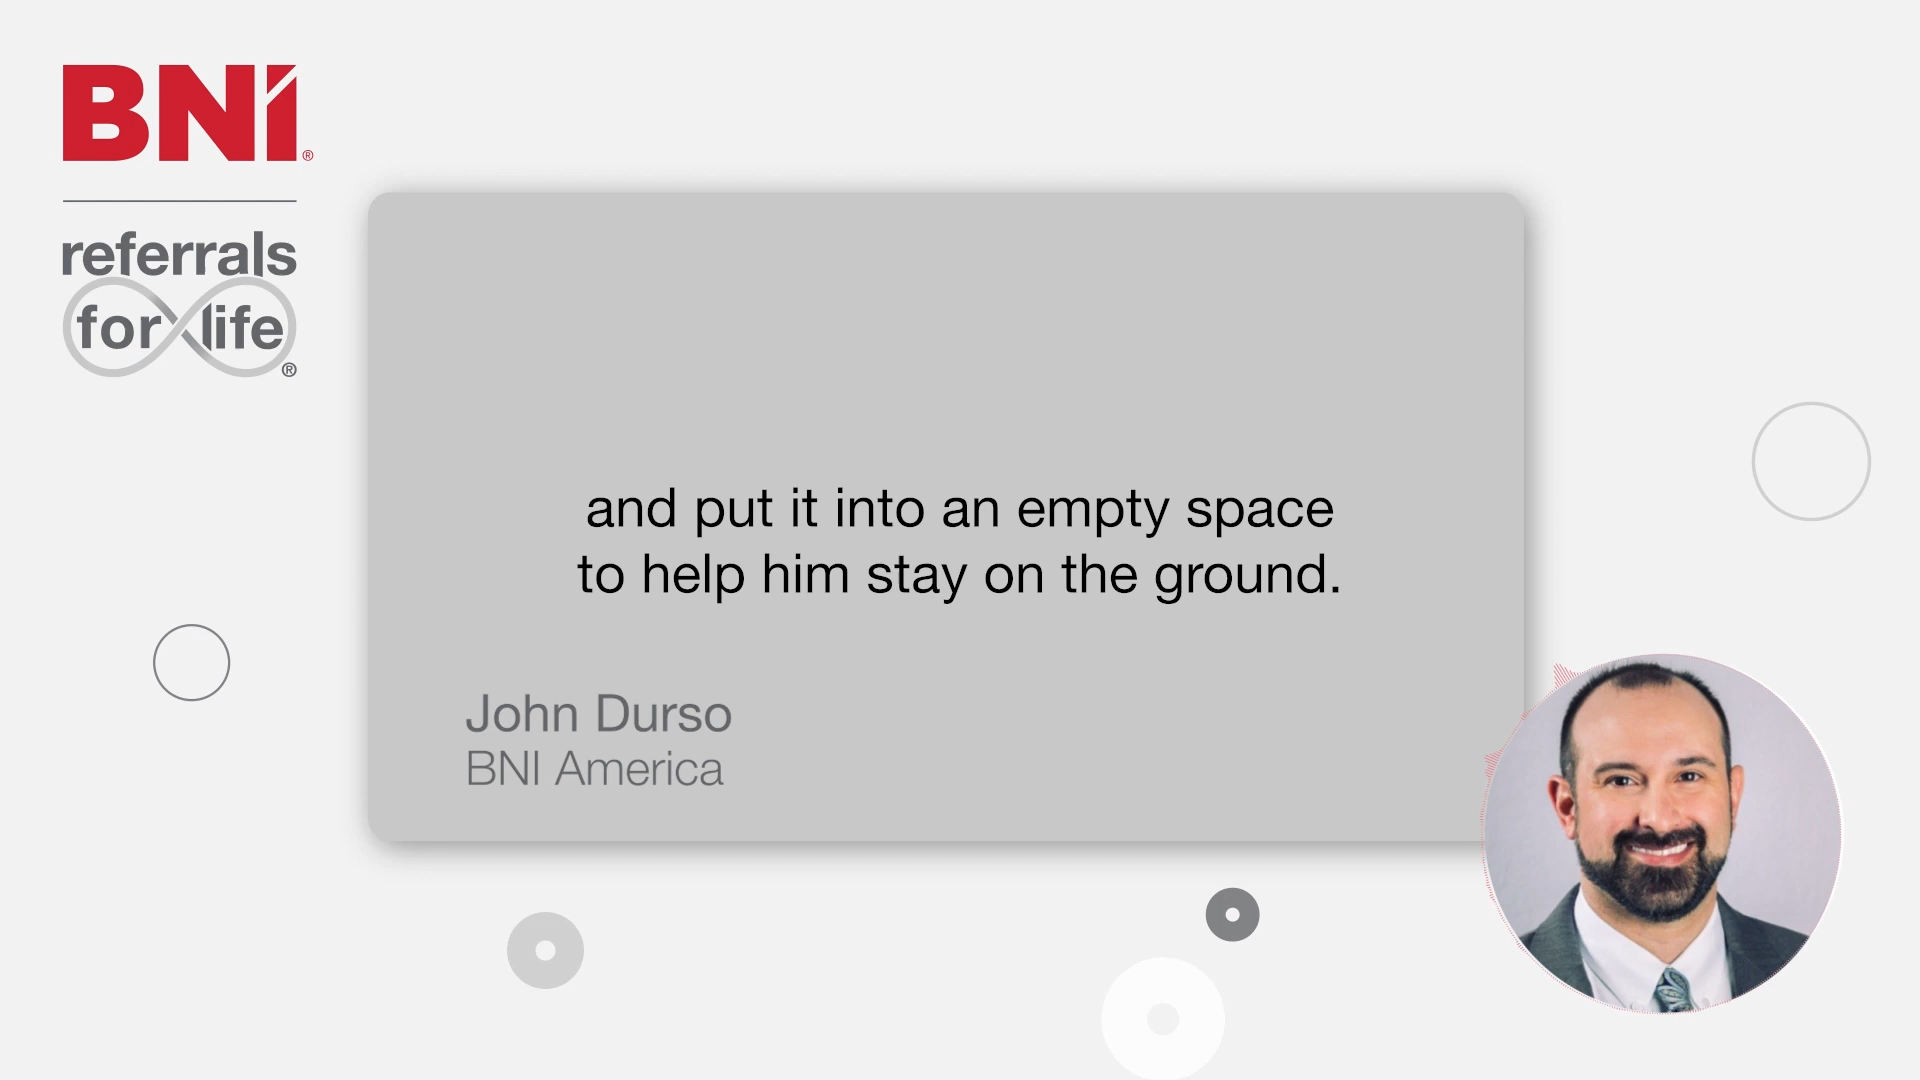 BNI®
referrals
for life®
and put it into an empty space
to help him stay on the ground.
John Durso
BNI America